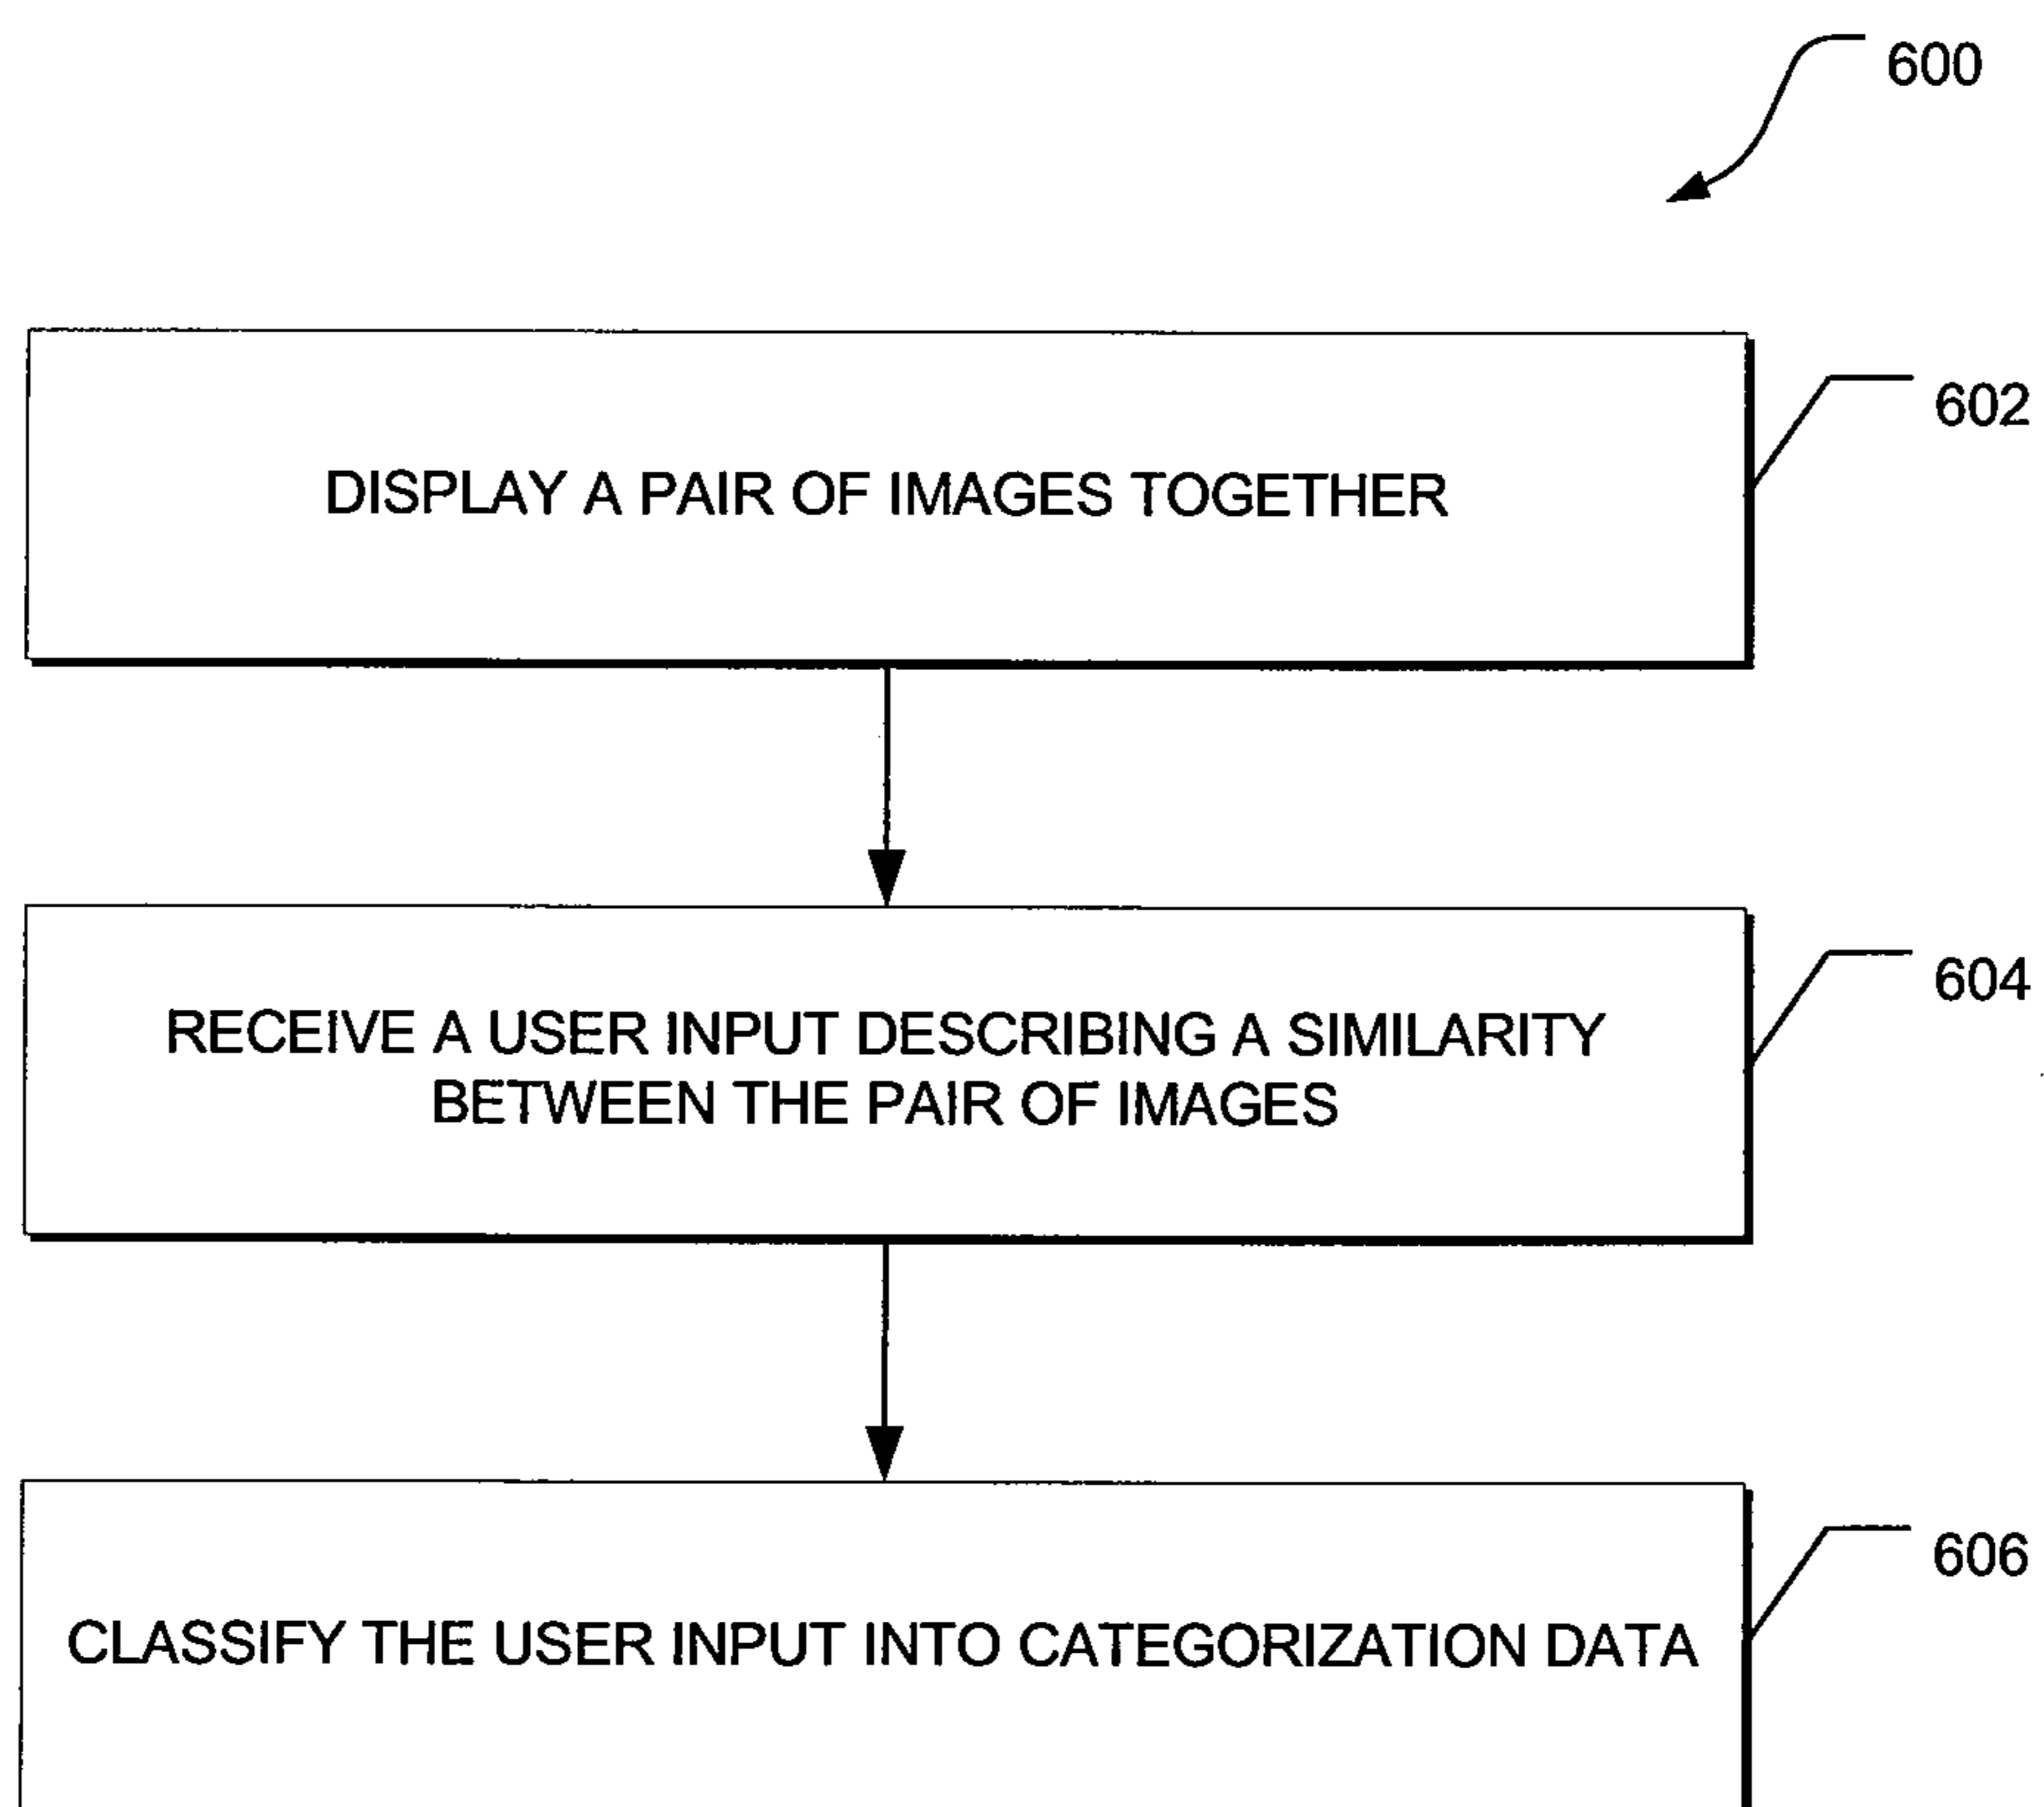 600
602
DISPLAY A PAIR OF IMAGES TOGETHER
604
RECEIVE A USER INPUT DESCRIBING A SIMILARITY
BETWEEN THE PAIR OF IMAGES
606
CLASSIFY THE USER INPUT INTO CATEGORIZATION DATA